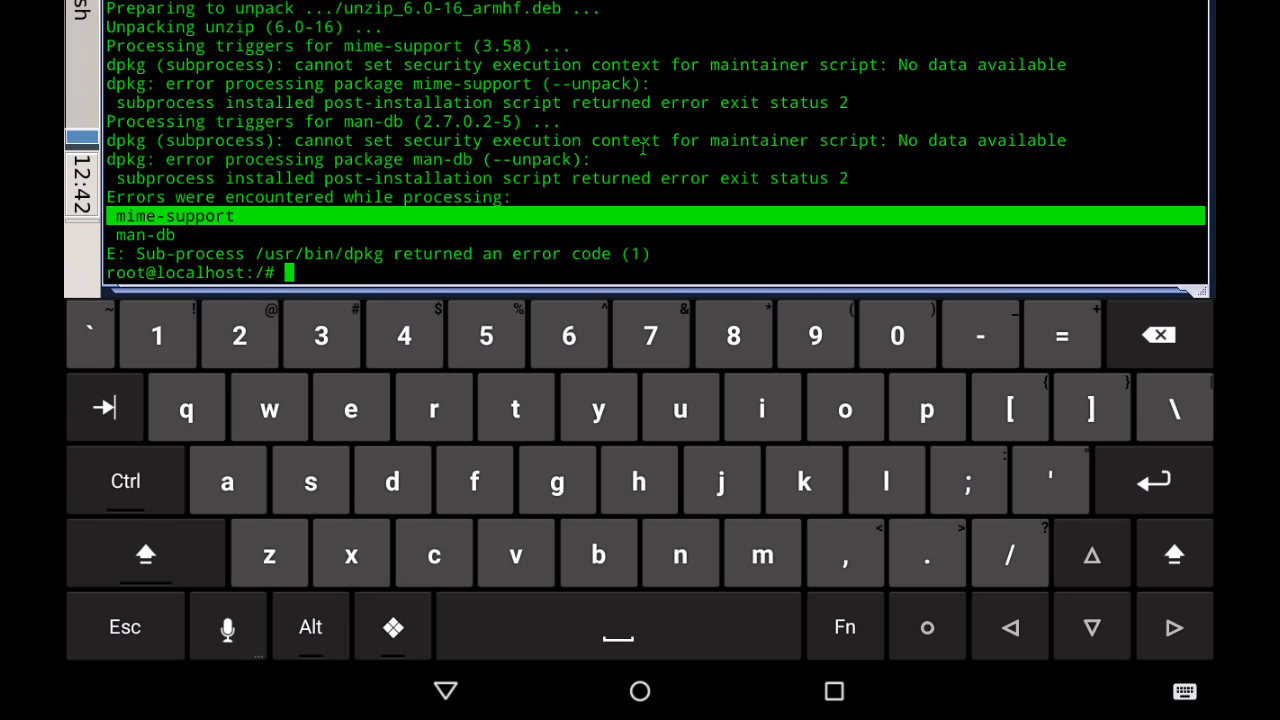 sh
12:42
Preparing to unpack .../unzip_6.0-16_armhf.deb ...
Unpacking unzip (6.0-16) ...
Processing triggers for mime-support (3.58) ...
dpkg (subprocess): cannot set security execution context for maintainer script: No data available
dpkg: error processing package mime-support (--unpack):
 subprocess installed post-installation script returned error exit status 2
Processing triggers for man-db (2.7.0.2-5) ...
dpkg (subprocess): cannot set security execution context for maintainer script: No data available
dpkg: error processing package man-db (--unpack):
 subprocess installed post-installation script returned error exit status 2
Errors were encountered while processing:
 mime-support
 man-db
E: Sub-process /usr/bin/dpkg returned an error code (1)
root@localhost:/#
~ ! @ # $ % ^ & * ( ) _ +
` 1 2 3 4 5 6 7 8 9 0 - =
{ } |
q w e r t y u i o p [ ] \
: "
Ctrl a s d f g h j k l ; '
< > ?
z x c v b n m , . /
Esc Alt Fn
...